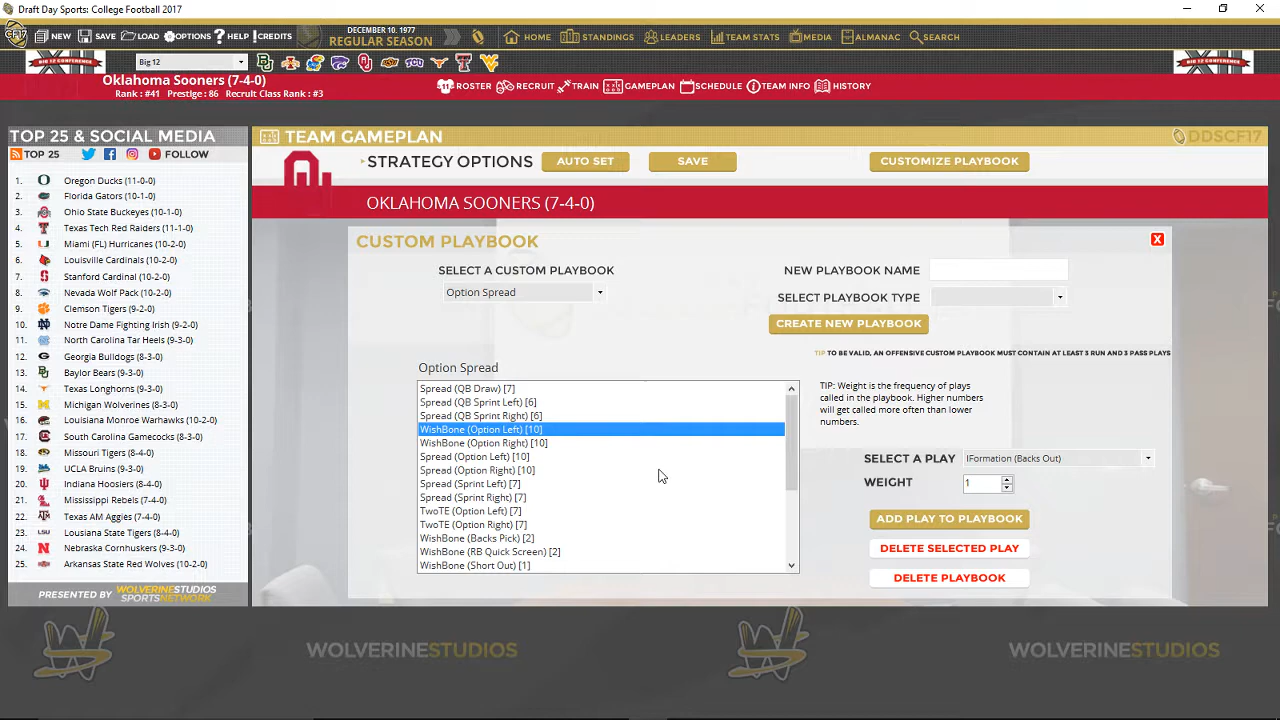 Draft Day Sports: College Football 2017
NEW SAVE LOAD OPTIONS HELP CREDITS
DECEMBER 10, 1977
REGULAR SEASON
HOME STANDINGS LEADERS TEAM STATS MEDIA ALMANAC SEARCH
BIG 12 CONFERENCE
Big 12
BIG 12 CONFERENCE
Oklahoma Sooners (7-4-0)
Rank : #41 Prestige : 86 Recruit Class Rank : #3
ROSTER RECRUIT TRAIN GAMEPLAN SCHEDULE TEAM INFO HISTORY
TOP 25 & SOCIAL MEDIA
TOP 25 FOLLOW
1. Oregon Ducks (11-0-0)
2. Florida Gators (10-1-0)
3. Ohio State Buckeyes (10-1-0)
4. Texas Tech Red Raiders (11-1-0)
5. Miami (FL) Hurricanes (10-2-0)
6. Louisville Cardinals (10-2-0)
7. Stanford Cardinal (10-2-0)
8. Nevada Wolf Pack (10-2-0)
9. Clemson Tigers (9-2-0)
10. Notre Dame Fighting Irish (9-2-0)
11. North Carolina Tar Heels (9-3-0)
12. Georgia Bulldogs (8-3-0)
13. Baylor Bears (9-3-0)
14. Texas Longhorns (9-3-0)
15. Michigan Wolverines (8-3-0)
16. Louisiana Monroe Warhawks (10-2-0)
17. South Carolina Gamecocks (8-3-0)
18. Missouri Tigers (8-4-0)
19. UCLA Bruins (9-3-0)
20. Indiana Hoosiers (8-4-0)
21. Mississippi Rebels (7-4-0)
22. Texas AM Aggies (7-4-0)
23. Lousiana State Tigers (8-4-0)
24. Nebraska Cornhuskers (9-3-0)
25. Arkansas State Red Wolves (10-2-0)
PRESENTED BY WOLVERINESTUDIOS
SPORTSNETWORK
TEAM GAMEPLAN
DDSCF17
STRATEGY OPTIONS AUTO SET SAVE CUSTOMIZE PLAYBOOK
OKLAHOMA SOONERS (7-4-0)
CUSTOM PLAYBOOK
X
SELECT A CUSTOM PLAYBOOK
Option Spread
NEW PLAYBOOK NAME
SELECT PLAYBOOK TYPE
CREATE NEW PLAYBOOK
TIP TO BE VALID, AN OFFENSIVE CUSTOM PLAYBOOK MUST CONTAIN AT LEAST 3 RUN AND 3 PASS PLAYS
Option Spread
Spread (QB Draw) [7]
Spread (QB Sprint Left) [6]
Spread (QB Sprint Right) [6]
WishBone (Option Left) [10]
WishBone (Option Right) [10]
Spread (Option Left) [10]
Spread (Option Right) [10]
Spread (Sprint Left) [7]
Spread (Sprint Right) [7]
TwoTE (Option Left) [7]
TwoTE (Option Right) [7]
WishBone (Backs Pick) [2]
WishBone (RB Quick Screen) [2]
WishBone (Short Out) [1]
TIP: Weight is the frequency of plays
called in the playbook. Higher numbers
will get called more often than lower
numbers.
SELECT A PLAY IFormation (Backs Out)
WEIGHT 1
ADD PLAY TO PLAYBOOK
DELETE SELECTED PLAY
DELETE PLAYBOOK
WOLVERINESTUDIOS
WOLVERINESTUDIOS